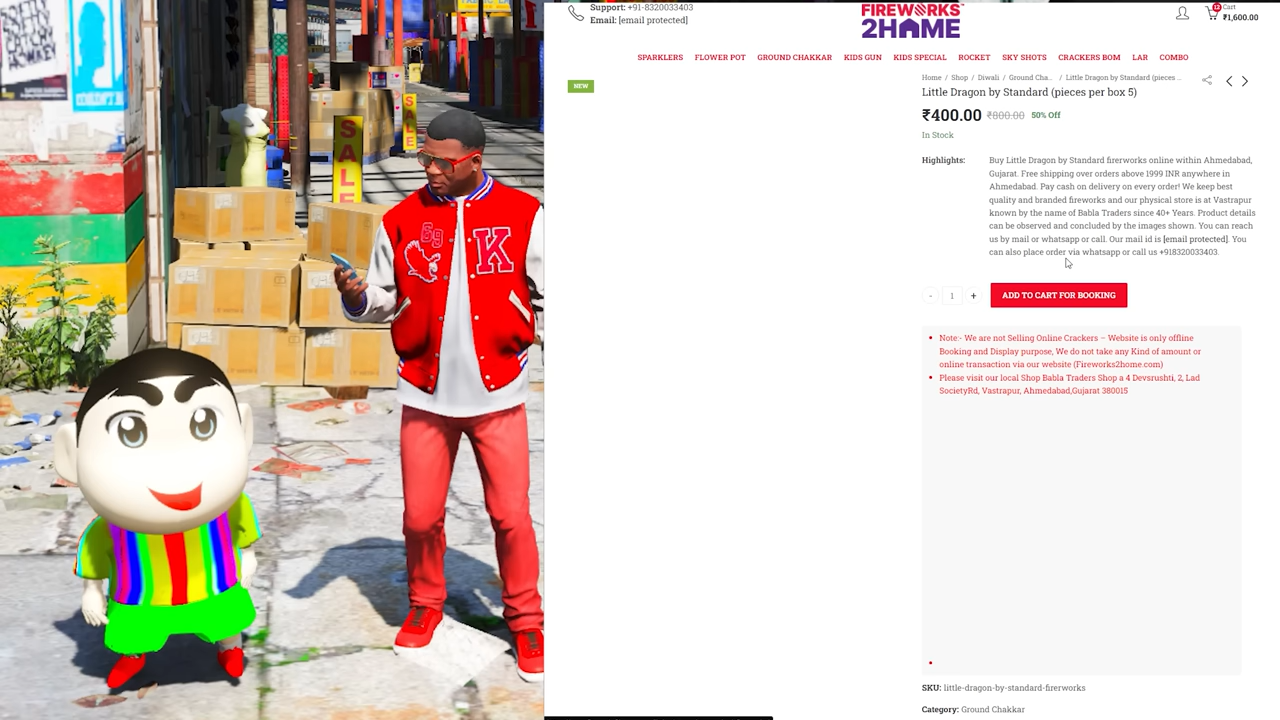 SALE
SALE
69
K
Support: +91-8320033403
Email: [email protected]
FIREWORKS
2HOME
12
Cart
₹1,600.00
SPARKLERS
FLOWER POT
GROUND CHAKKAR
KIDS GUN
KIDS SPECIAL
ROCKET
SKY SHOTS
CRACKERS BOM
LAR
COMBO
NEW
Home / Shop / Diwali / Ground Cha... / Little Dragon by Standard (pieces ...
Little Dragon by Standard (pieces per box 5)
₹400.00 ₹800.00 50% Off
In Stock
Highlights:
Buy Little Dragon by Standard fireworks online within Ahmedabad,
Gujarat. Free shipping over orders above 1999 INR anywhere in
Ahmedabad. Pay cash on delivery on every order! We keep best
quality and branded fireworks and our physical store is at Vastrapur
known by the name of Babla Traders since 40+ Years. Product details
can be observed and concluded by the images shown. You can reach
us by mail or whatsapp or call. Our mail id is [email protected]. You
can also place order via whatsapp or call us +918320033403.
- 1 +
ADD TO CART FOR BOOKING
Note:- We are not Selling Online Crackers – Website is only offline
Booking and Display purpose, We do not take any Kind of amount or
online transaction via our website (Fireworks2home.com)
Please visit our local Shop Babla Traders Shop a 4 Devsrushti, 2, Lad
SocietyRd, Vastrapur, Ahmedabad,Gujarat 380015
SKU: little-dragon-by-standard-firerworks
Category: Ground Chakkar